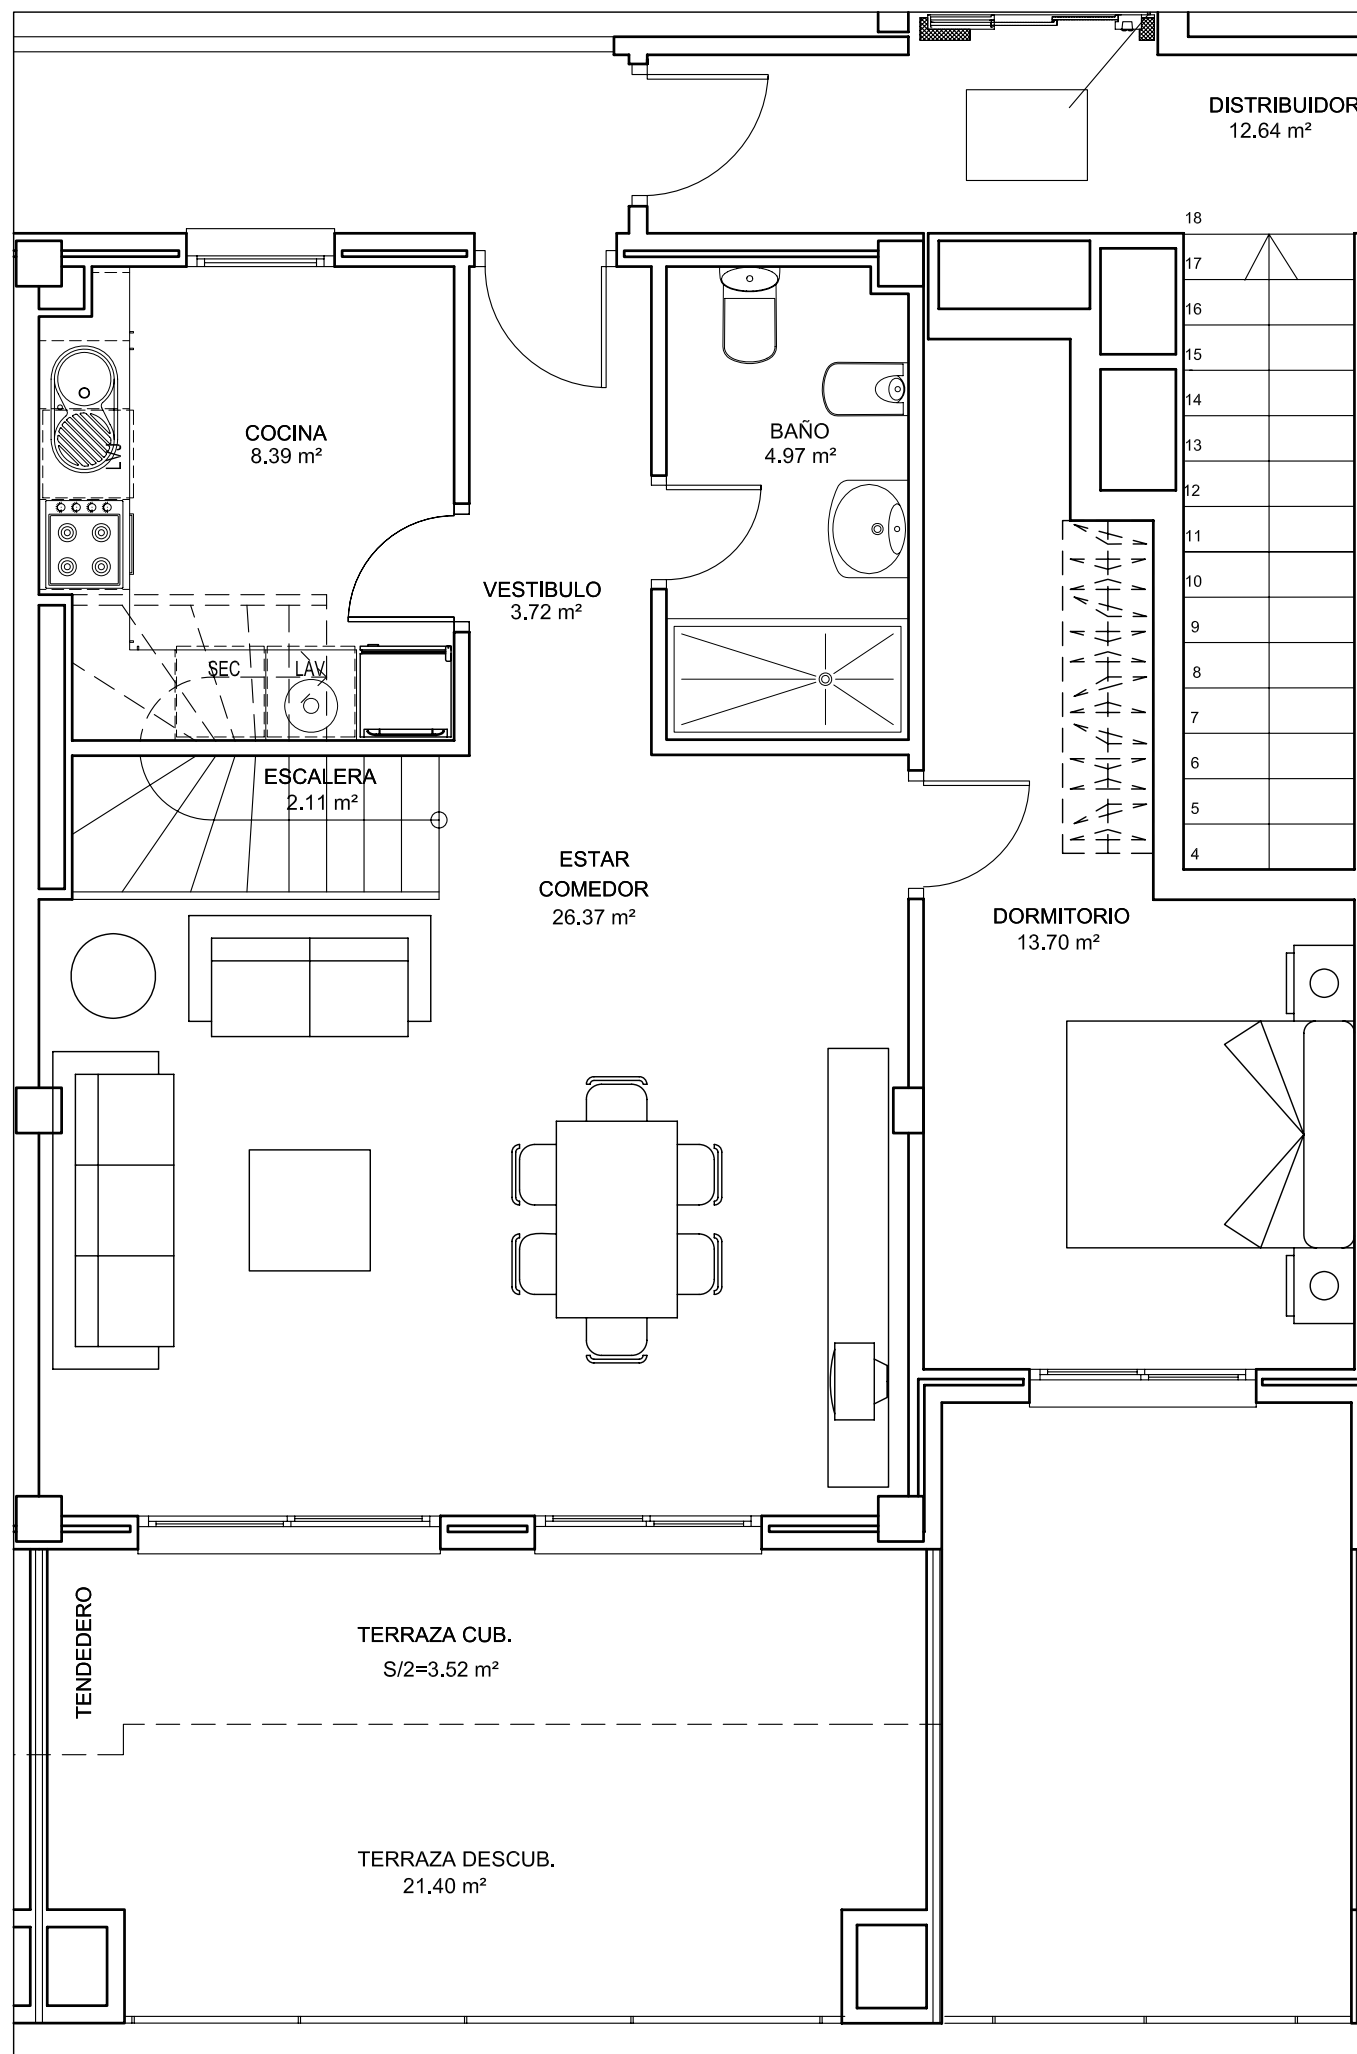 DISTRIBUIDOR
12.64 m²
18
17
16
15
14
13
12
11
10
9
8
7
6
5
4
COCINA
8.39 m²
LVJ
BAÑO
4.97 m²
VESTIBULO
3.72 m²
SEC
LAV
ESCALERA
2.11 m²
ESTAR
COMEDOR
26.37 m²
DORMITORIO
13.70 m²
TENDEDERO
TERRAZA CUB.
S/2=3.52 m²
TERRAZA DESCUB.
21.40 m²